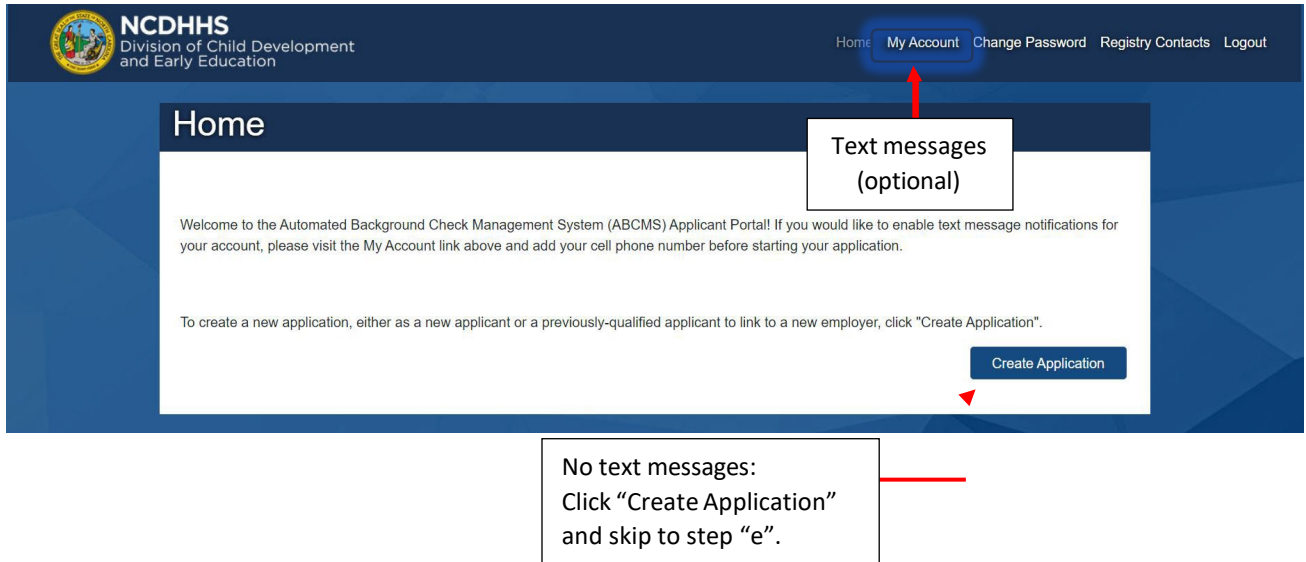 NCDHHS
Division of Child Development
and Early Education
Home My Account Change Password Registry Contacts Logout
Home
Text messages
(optional)
Welcome to the Automated Background Check Management System (ABCMS) Applicant Portal! If you would like to enable text message notifications for
your account, please visit the My Account link above and add your cell phone number before starting your application.
To create a new application, either as a new applicant or a previously-qualified applicant to link to a new employer, click "Create Application".
Create Application
No text messages:
Click “Create Application”
and skip to step “e”.